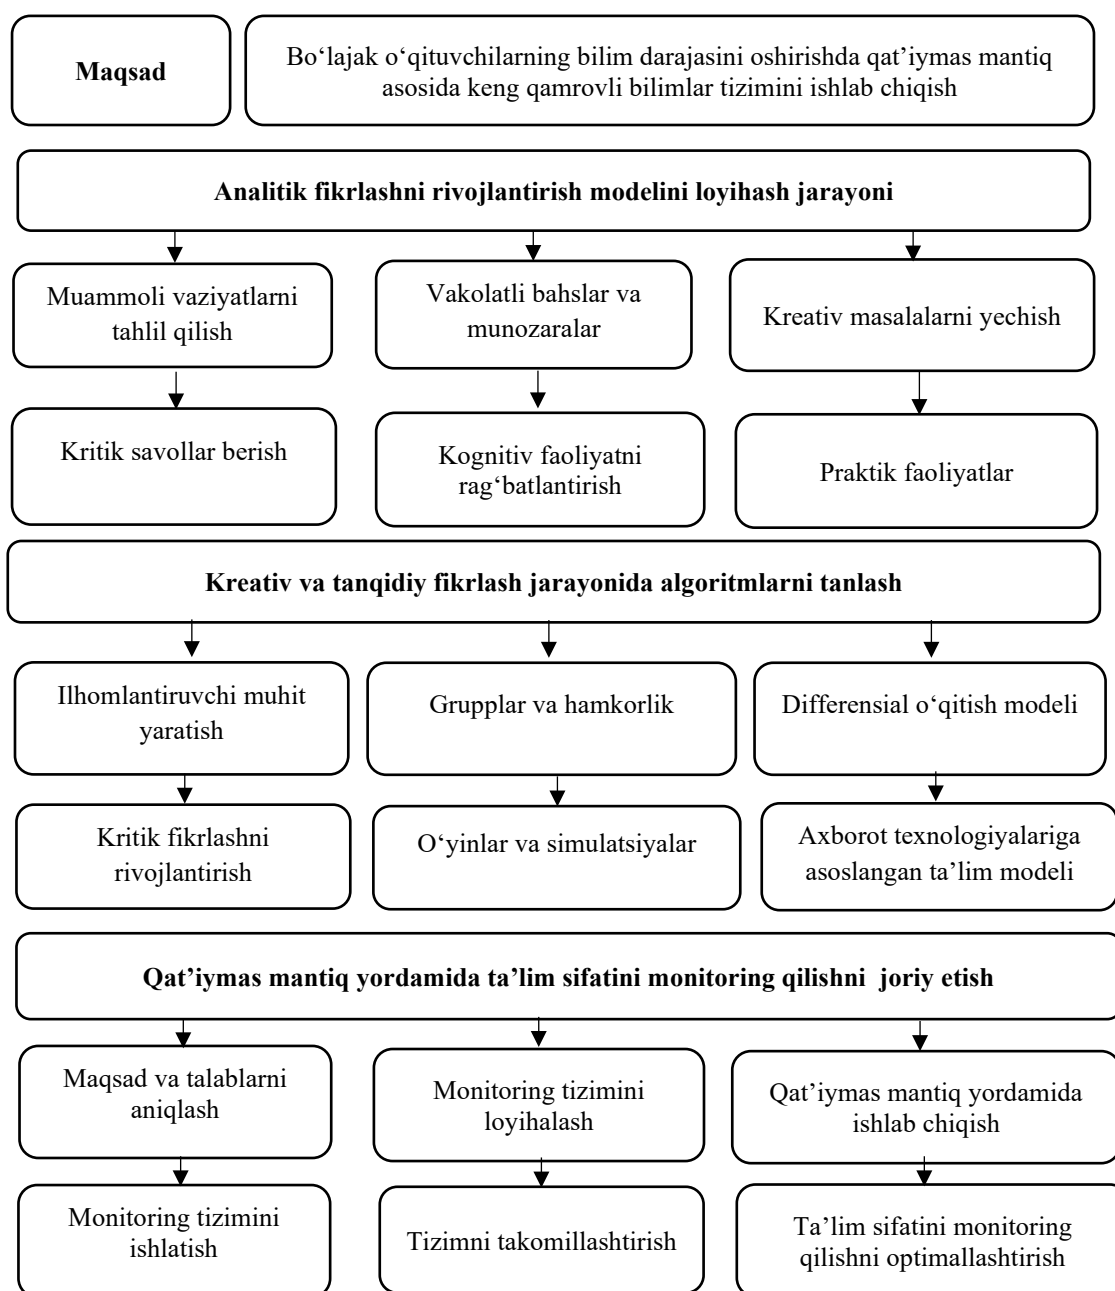 Maqsad
Bo‘lajak o‘qituvchilarning bilim darajasini oshirishda qat’iymas mantiq
asosida keng qamrovli bilimlar tizimini ishlab chiqish
Analitik fikrlashni rivojlantirish modelini loyihash jarayoni
Muammoli vaziyatlarni
tahlil qilish
Vakolatli bahslar va
munozaralar
Kreativ masalalarni yechish
Kritik savollar berish
Kognitiv faoliyatni
rag‘batlantirish
Praktik faoliyatlar
Kreativ va tanqidiy fikrlash jarayonida algoritmlarni tanlash
Ilhomlantiruvchi muhit
yaratish
Grupplar va hamkorlik
Differensial o‘qitish modeli
Kritik fikrlashni
rivojlantirish
O‘yinlar va simulatsiyalar
Axborot texnologiyalariga
asoslangan ta’lim modeli
Qat’iymas mantiq yordamida ta’lim sifatini monitoring qilishni joriy etish
Maqsad va talablarni
aniqlash
Monitoring tizimini
loyihalash
Qat’iymas mantiq yordamida
ishlab chiqish
Monitoring tizimini
ishlatish
Tizimni takomillashtirish
Ta’lim sifatini monitoring
qilishni optimallashtirish